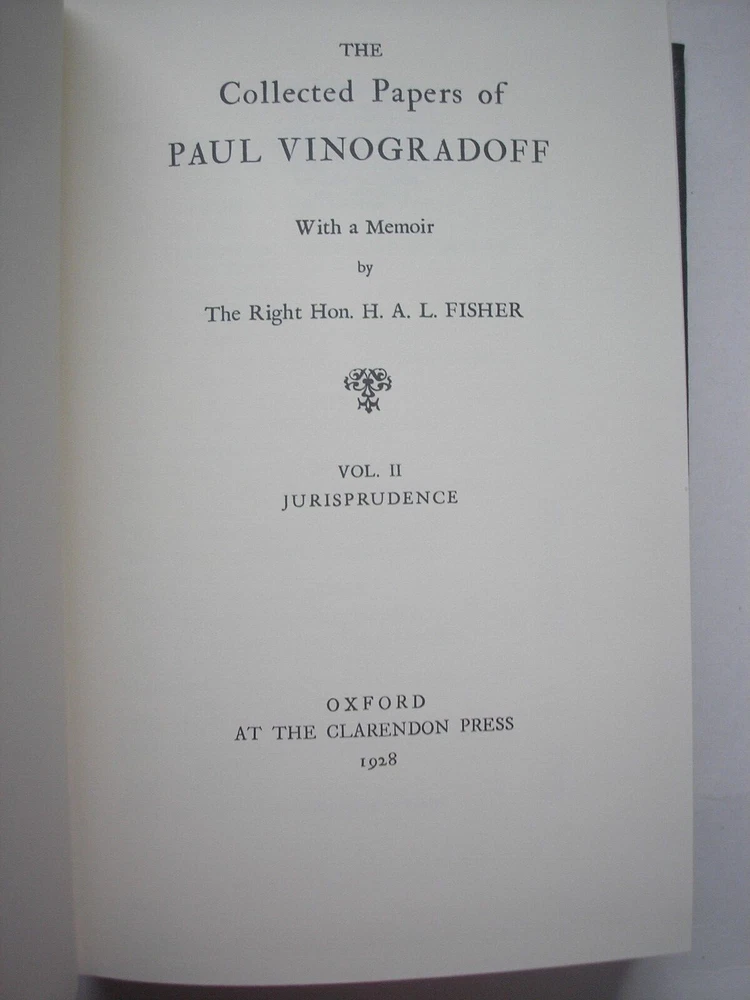 THE
Collected Papers of
PAUL VINOGRADOFF
With a Memoir
by
The Right Hon. H. A. L. FISHER
VOL. II
JURISPRUDENCE
OXFORD
AT THE CLARENDON PRESS
1928